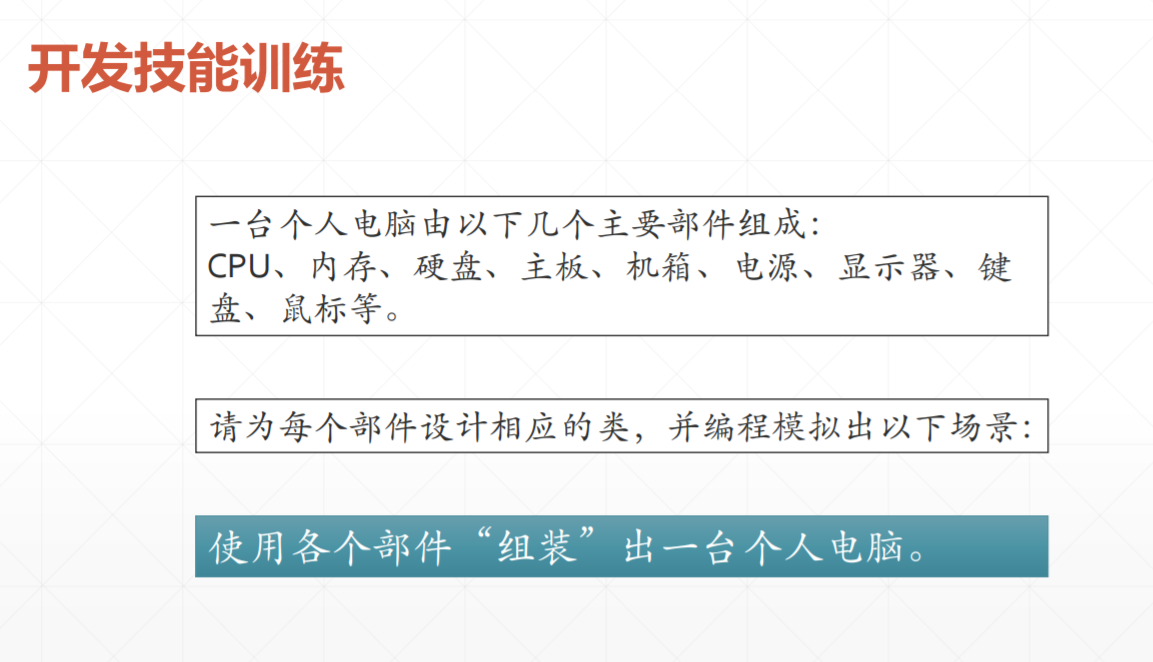 开发技能训练
一台个人电脑由以下几个主要部件组成：
CPU、内存、硬盘、主板、机箱、电源、显示器、键
盘、鼠标等。
请为每个部件设计相应的类，并编程模拟出以下场景：
使用各个部件“组装”出一台个人电脑。